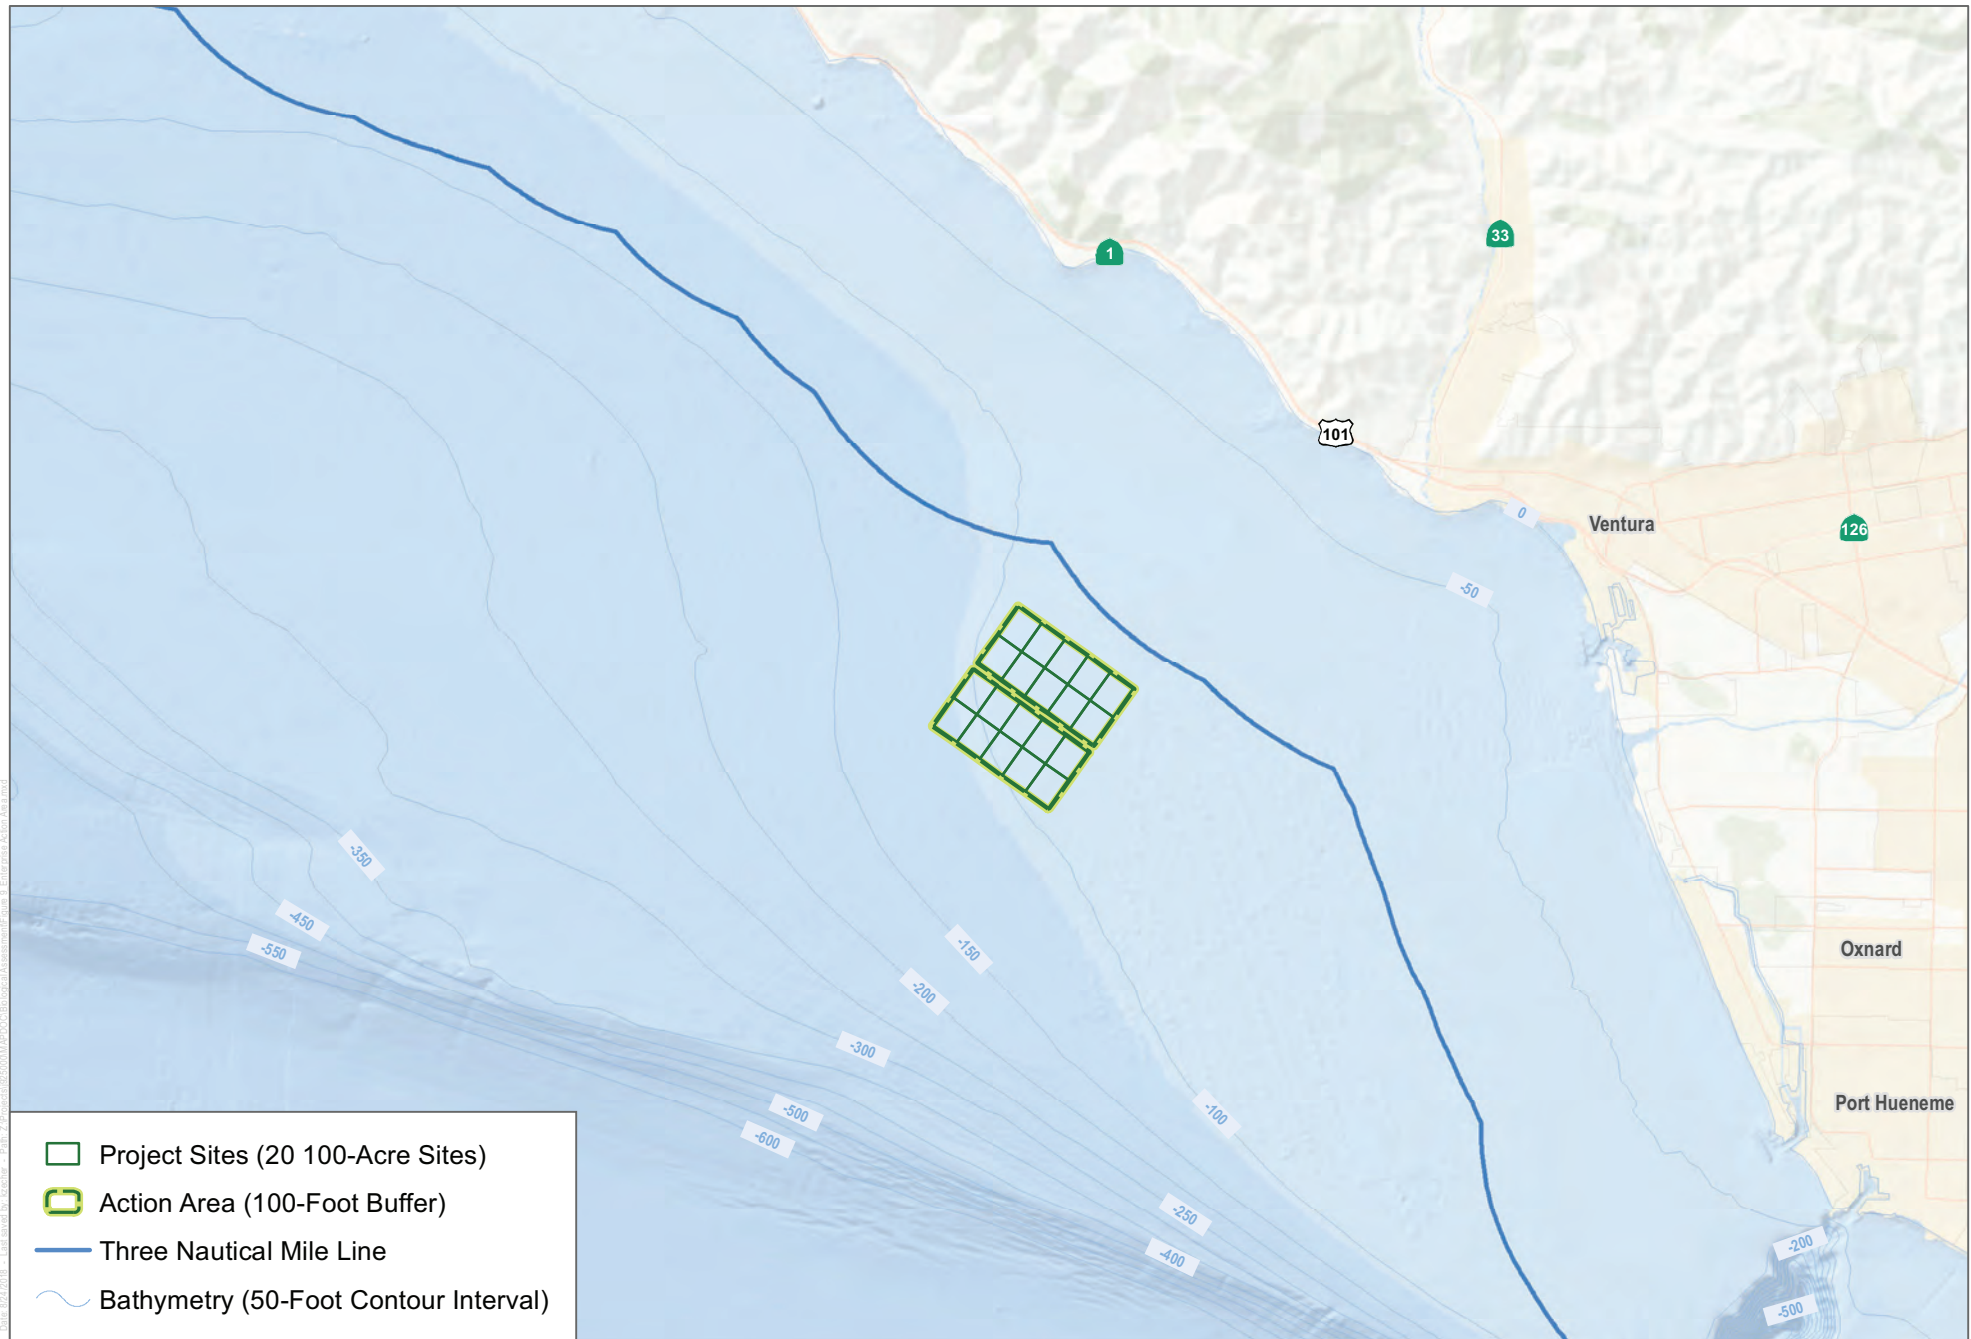 1
33
101
0
Ventura
126
-50
-350
-450
-550
-150
-200
Oxnard
-300
-100
Port Hueneme
-500
-600
-250
-400
-200
-500
Project Sites (20 100-Acre Sites)
Action Area (100-Foot Buffer)
Three Nautical Mile Line
Bathymetry (50-Foot Contour Interval)